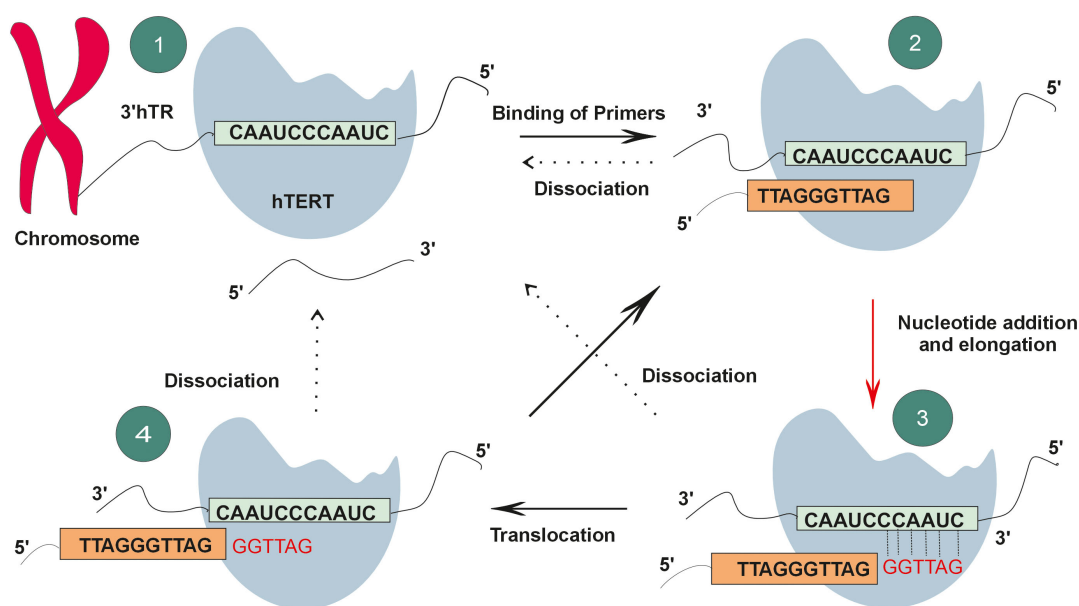 1
3'hTR
5'
CAAUCCCAAUC
hTERT
Chromosome
5'
3'
Binding of Primers
Dissociation
2
3'
5'
CAAUCCCAAUC
TTAGGGTTAG
5'
Nucleotide addition
and elongation
Dissociation
Dissociation
3
5'
3'
CAAUCCCAAUC
3'
TTAGGGTTAG GGTTAG
5'
Translocation
4
5'
3'
CAAUCCCAAUC
5'
TTAGGGTTAG GGTTAG